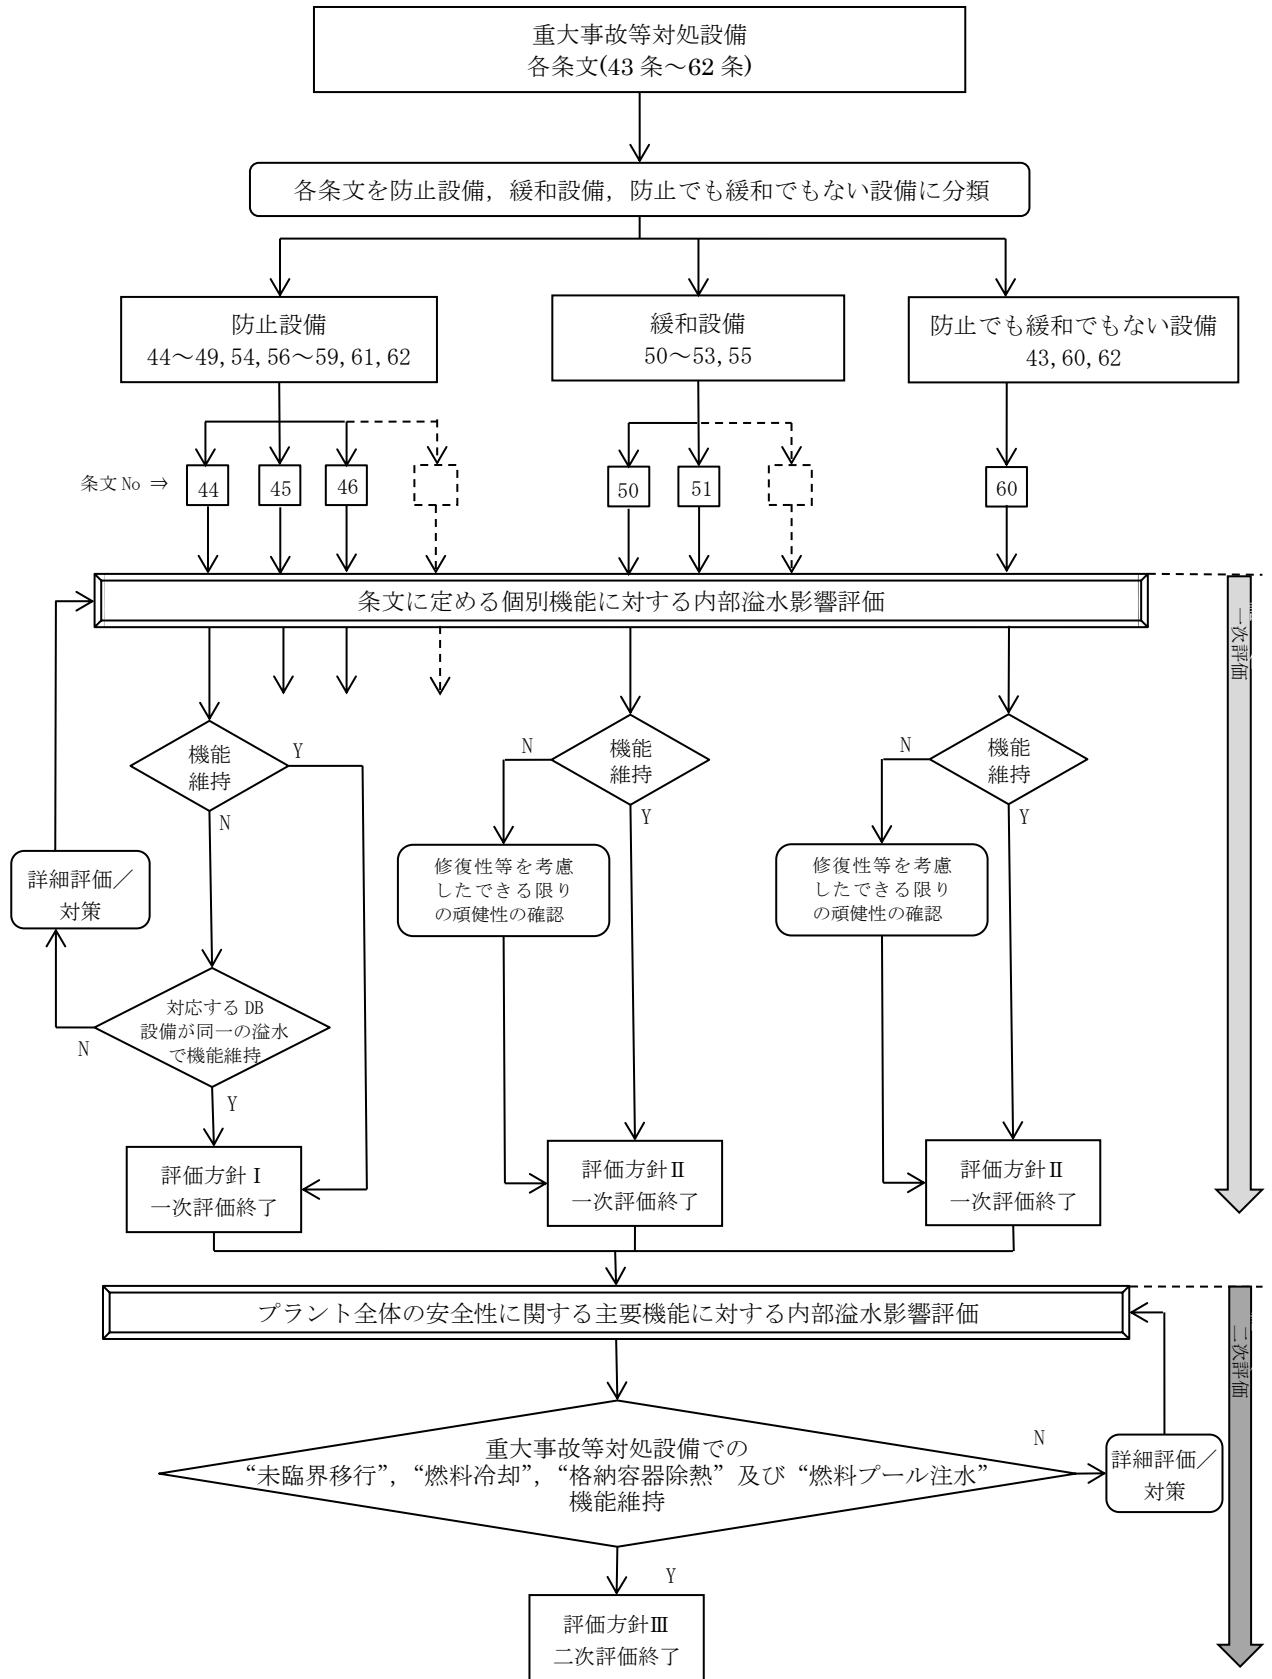 重大事故等対処設備
各条文(43 条～62 条)
各条文を防止設備，緩和設備，防止でも緩和でもない設備に分類
防止設備
44～49, 54, 56～59, 61, 62
緩和設備
50～53, 55
防止でも緩和でもない設備
43, 60, 62
条文 No ⇒
44
45
46
50
51
60
条文に定める個別機能に対する内部溢水影響評価
一次評価
機能
維持
Y
N
機能
維持
N
Y
機能
維持
N
Y
詳細評価／
対策
修復性等を考慮
したできる限り
の頑健性の確認
修復性等を考慮
したできる限り
の頑健性の確認
対応する DB
設備が同一の溢水
で機能維持
N
Y
評価方針Ⅰ
一次評価終了
評価方針Ⅱ
一次評価終了
評価方針Ⅱ
一次評価終了
プラント全体の安全性に関する主要機能に対する内部溢水影響評価
二次評価
重大事故等対処設備での
“未臨界移行”，“燃料冷却”，“格納容器除熱” 及び “燃料プール注水”
機能維持
N
詳細評価／
対策
Y
評価方針Ⅲ
二次評価終了